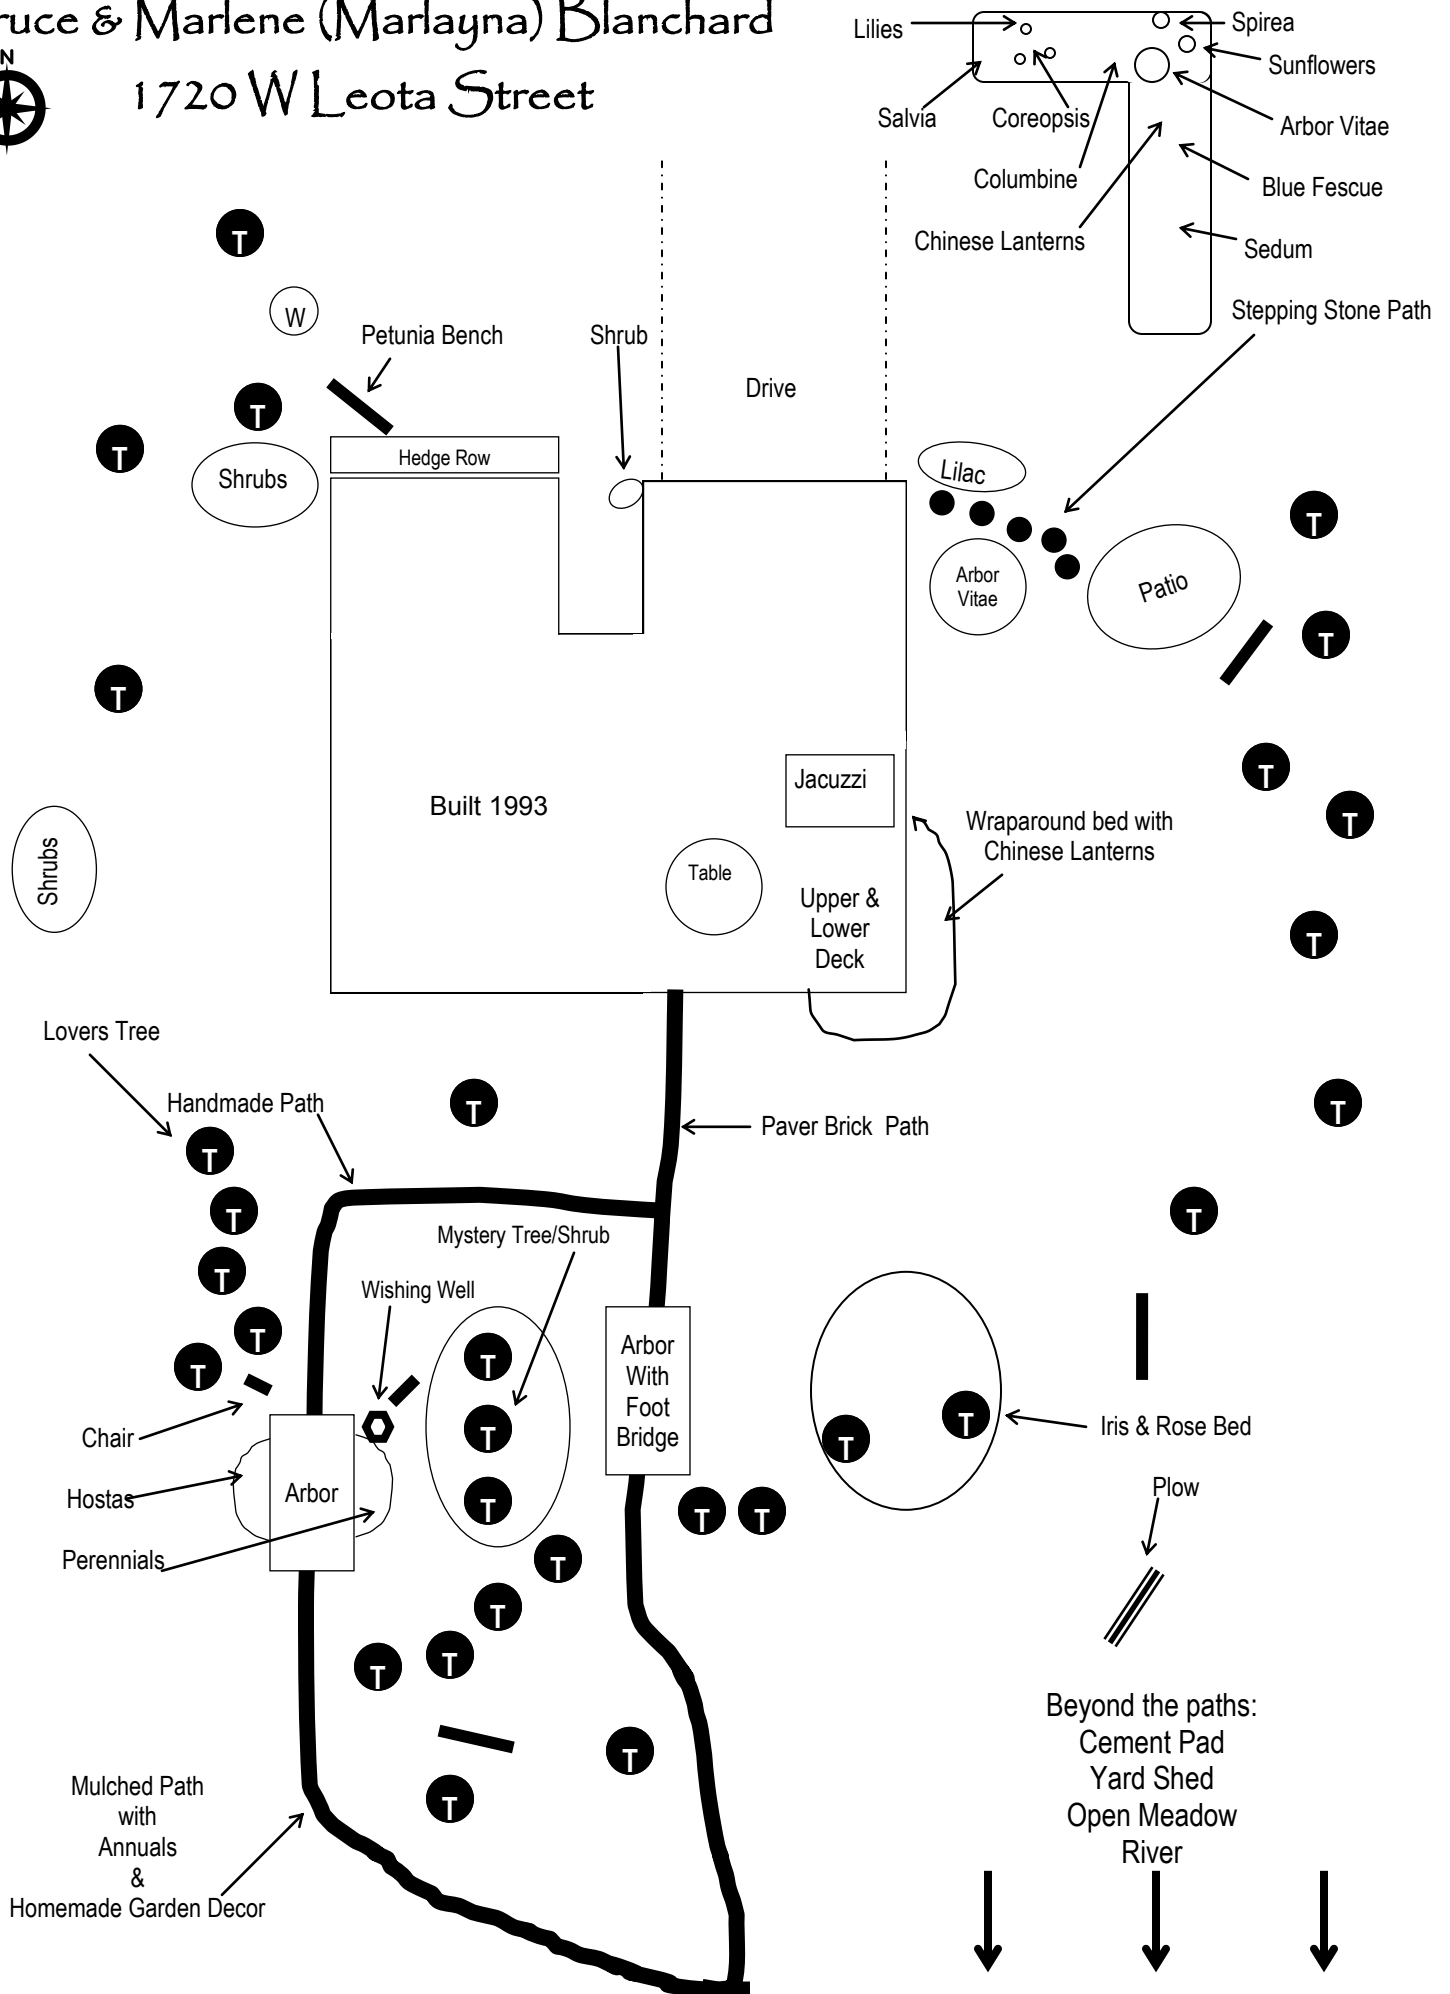 ruce & Marlene (Marlayna) Blanchard
1720 W Leota Street
N
Lilies
Spirea
Sunflowers
Salvia
Coreopsis
Arbor Vitae
Columbine
Blue Fescue
Chinese Lanterns
Sedum
Stepping Stone Path
T
W
Petunia Bench
Shrub
Drive
T
T
Hedge Row
Shrubs
Lilac
T
Arbor
Vitae
Patio
T
T
Jacuzzi
T
Built 1993
T
Wraparound bed with
Chinese Lanterns
Shrubs
Table
Upper &
Lower
Deck
T
Lovers Tree
Handmade Path
T
T
Paver Brick Path
T
T
T
Mystery Tree/Shrub
T
Wishing Well
T
T
T
Arbor
With
Foot
Bridge
Chair
T
T
T
Iris & Rose Bed
Hostas
Arbor
T
T
T
Plow
Perennials
T
T
T
T
Beyond the paths:
Cement Pad
Yard Shed
Open Meadow
River
T
T
Mulched Path
with
Annuals
&
Homemade Garden Decor